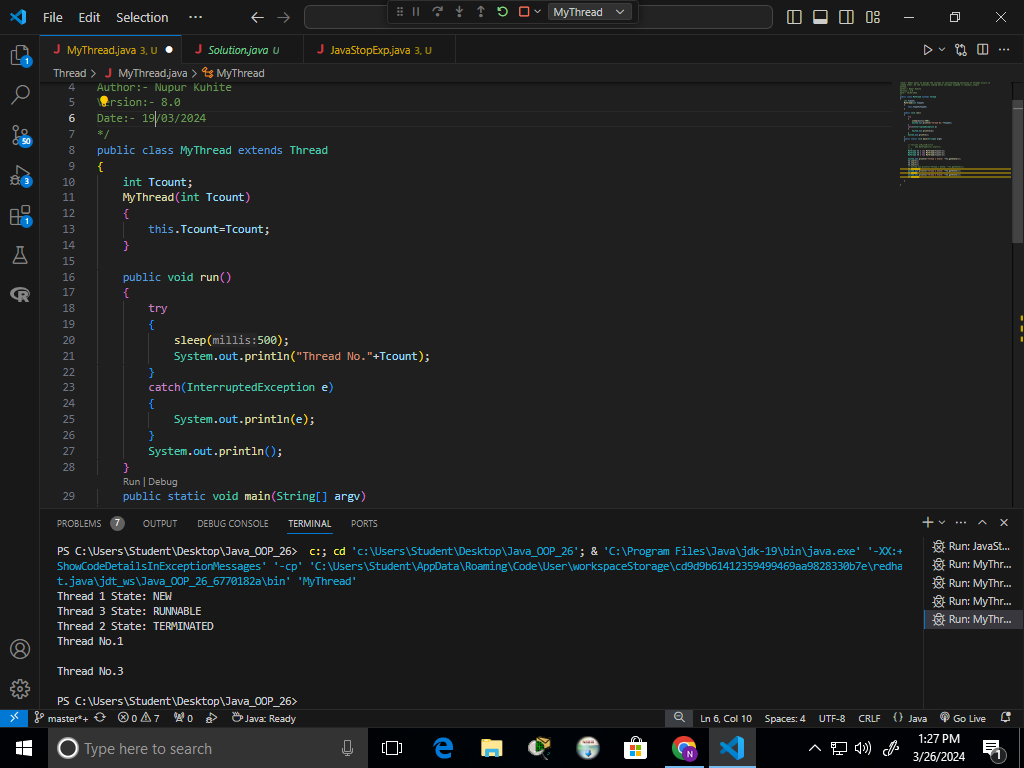 File Edit Selection ··· MyThread
MyThread.java 3, U Solution.java U JavaStopExp.java 3, U
Thread > MyThread.java > MyThread
4 Author:- Nupur Kuhite
5 Version:- 8.0
6 Date:- 19/03/2024
7 */
8 public class MyThread extends Thread
9 {
10 int Tcount;
11 MyThread(int Tcount)
12 {
13 this.Tcount=Tcount;
14 }
15
16 public void run()
17 {
18 try
19 {
20 sleep(millis:500);
21 System.out.println("Thread No."+Tcount);
22 }
23 catch(InterruptedException e)
24 {
25 System.out.println(e);
26 }
27 System.out.println();
28 }
Run | Debug
29 public static void main(String[] argv)
PROBLEMS 7 OUTPUT DEBUG CONSOLE TERMINAL PORTS
PS C:\Users\Student\Desktop\Java_OOP_26> c:; cd 'c:\Users\Student\Desktop\Java_OOP_26'; & 'C:\Program Files\Java\jdk-19\bin\java.exe' '-XX:+
ShowCodeDetailsInExceptionMessages' '-cp' 'C:\Users\Student\AppData\Roaming\Code\User\workspaceStorage\cd9d9b61412359499469aa9828330b7e\redha
t.java\jdt_ws\Java_OOP_26_6770182a\bin' 'MyThread'
Thread 1 State: NEW
Thread 3 State: RUNNABLE
Thread 2 State: TERMINATED
Thread No.1
Thread No.3
PS C:\Users\Student\Desktop\Java_OOP_26>
Run: JavaSt...
Run: MyThr...
Run: MyThr...
Run: MyThr...
Run: MyThr...
1
50
3
1
master*+ 0 7 0 Java: Ready Ln 6, Col 10 Spaces: 4 UTF-8 CRLF {} Java Go Live
Type here to search N 1:27 PM
3/26/2024 1